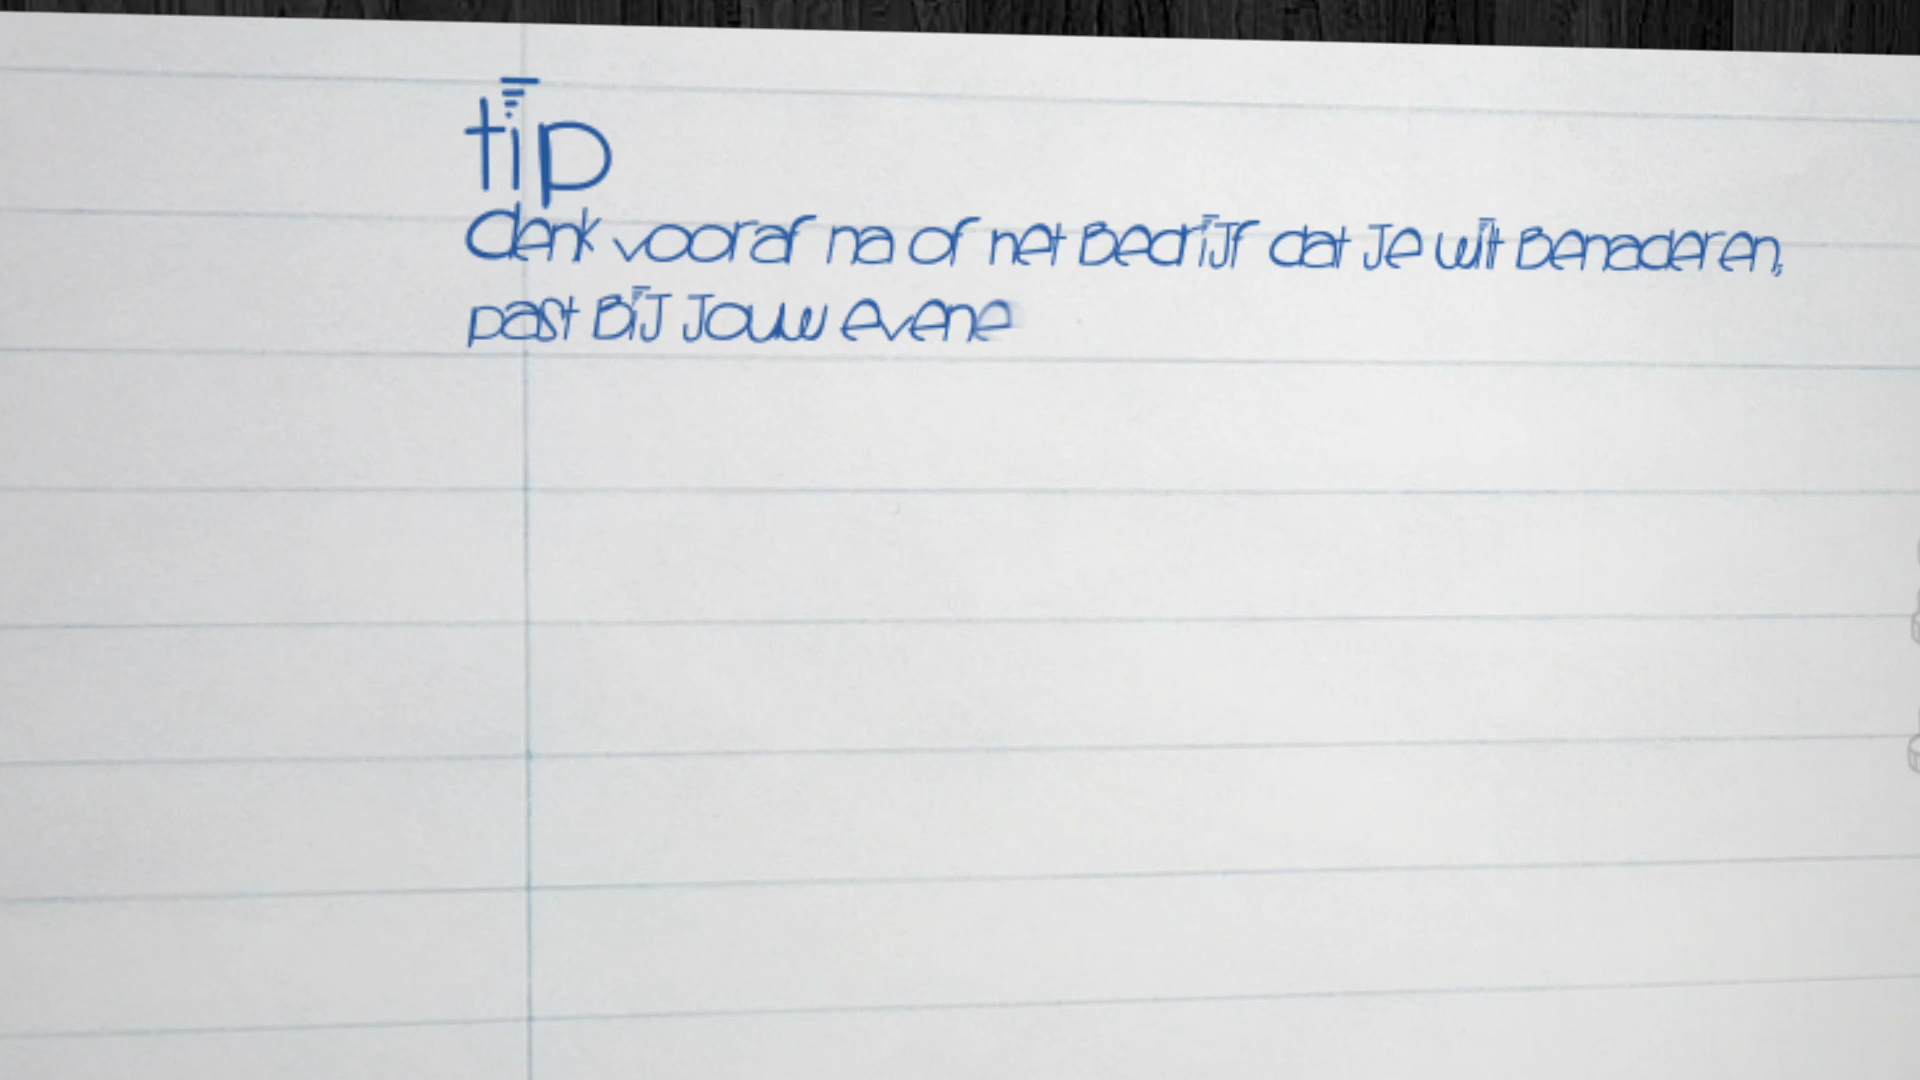 tip
denk vooraf na of het Bedrijf dat Je wilt Benaderen,
past Bij Jouw evene